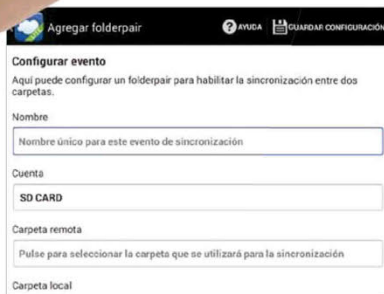 Agregar folderpair
AYUDA
GUARDAR CONFIGURACIÓN
Configurar evento
Aquí puede configurar un folderpair para habilitar la sincronización entre dos
carpetas.
Nombre
Nombre único para este evento de sincronización
Cuenta
SD CARD
Carpeta remota
Pulse para seleccionar la carpeta que se utilizará para la sincronización
Carpeta local